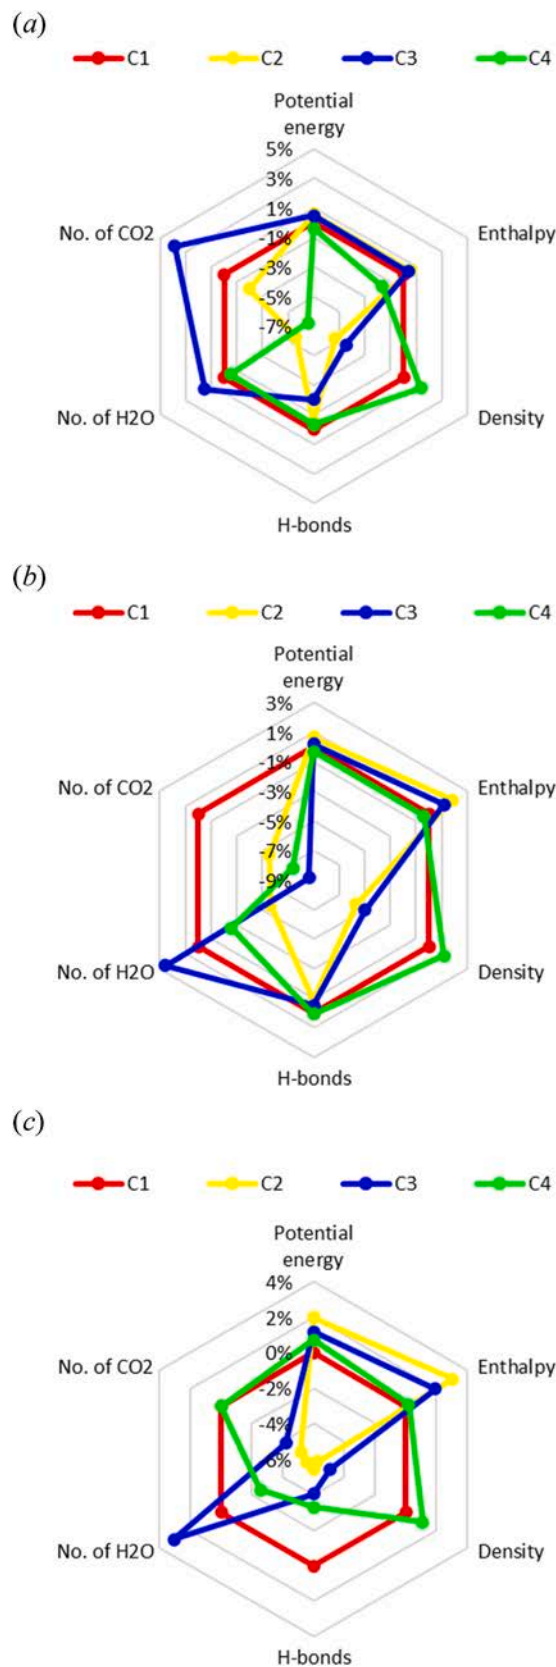 (a)
C1 C2 C3 C4
Potential
energy
5%
3%
No. of CO2 1% Enthalpy
-1%
-3%
-5%
-7%
No. of H2O Density
H-bonds
(b)
C1 C2 C3 C4
Potential
energy
3%
1%
No. of CO2 -1% Enthalpy
-3%
-5%
-7%
-9%
No. of H2O Density
H-bonds
(c)
C1 C2 C3 C4
Potential
energy
4%
2%
No. of CO2 0% Enthalpy
-2%
-4%
6%
No. of H2O Density
H-bonds